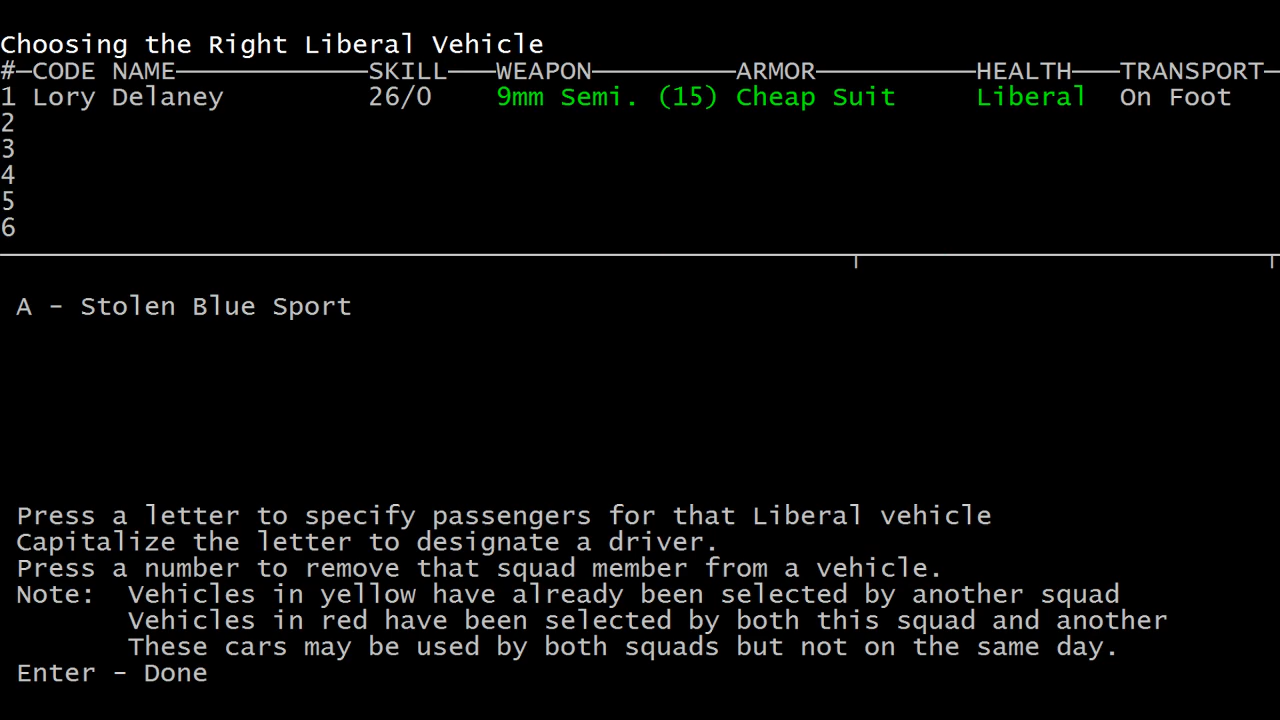 Choosing the Right Liberal Vehicle
#—CODE NAME————————————SKILL———WEAPON—————————ARMOR——————————HEALTH———TRANSPORT—
1 Lory Delaney 26/0 9mm Semi. (15) Cheap Suit Liberal On Foot
2
3
4
5
6
A - Stolen Blue Sport
Press a letter to specify passengers for that Liberal vehicle
Capitalize the letter to designate a driver.
Press a number to remove that squad member from a vehicle.
Note: Vehicles in yellow have already been selected by another squad
Vehicles in red have been selected by both this squad and another
These cars may be used by both squads but not on the same day.
Enter - Done